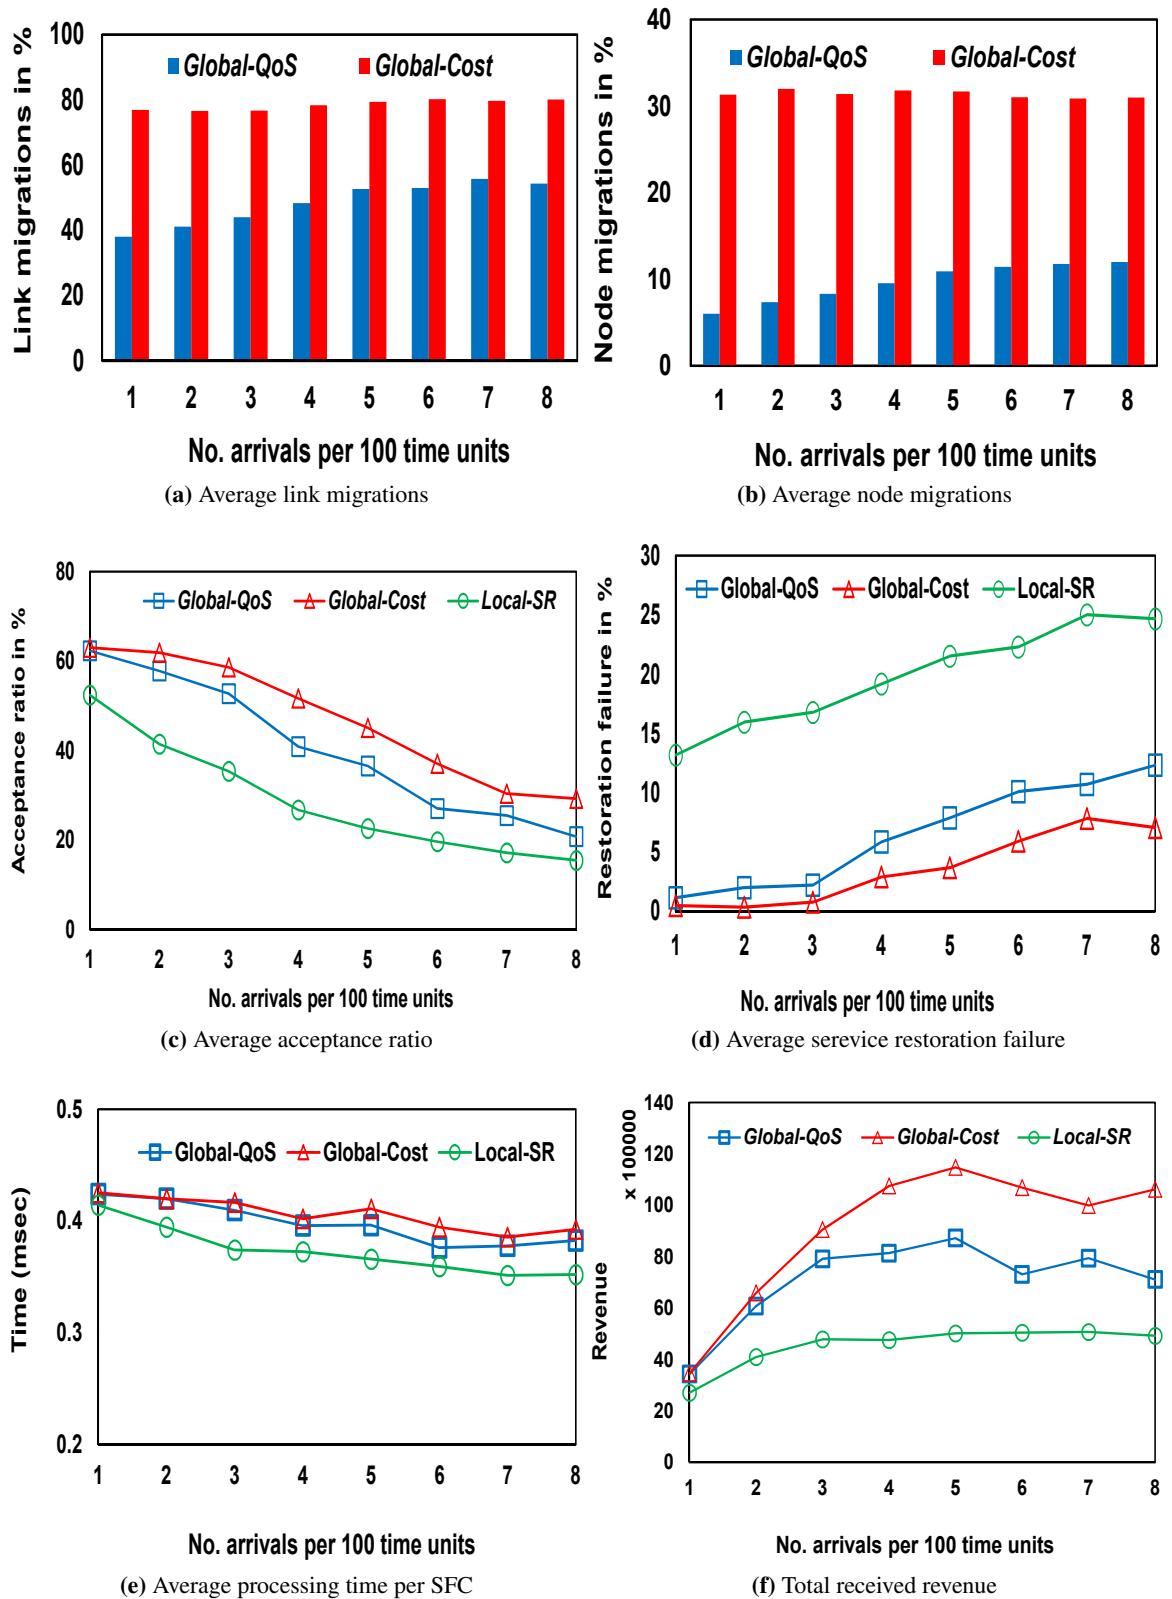 Link migrations in %
100
80
60
40
20
0
Global-QoS
Global-Cost
1 2 3 4 5 6 7 8
No. arrivals per 100 time units
(a) Average link migrations
Node migrations in %
40
30
20
10
0
Global-QoS
Global-Cost
1 2 3 4 5 6 7 8
No. arrivals per 100 time units
(b) Average node migrations
Acceptance ratio in %
80
60
40
20
0
Global-QoS Global-Cost Local-SR
1 2 3 4 5 6 7 8
No. arrivals per 100 time units
(c) Average acceptance ratio
Restoration failure in %
30
25
20
15
10
5
0
Global-QoS Global-Cost Local-SR
1 2 3 4 5 6 7 8
No. arrivals per 100 time units
(d) Average serevice restoration failure
Time (msec)
0.5
0.4
0.3
0.2
Global-QoS Global-Cost Local-SR
1 2 3 4 5 6 7 8
No. arrivals per 100 time units
(e) Average processing time per SFC
Revenue
x 100000
140
120
100
80
60
40
20
0
Global-QoS Global-Cost Local-SR
1 2 3 4 5 6 7 8
No. arrivals per 100 time units
(f) Total received revenue